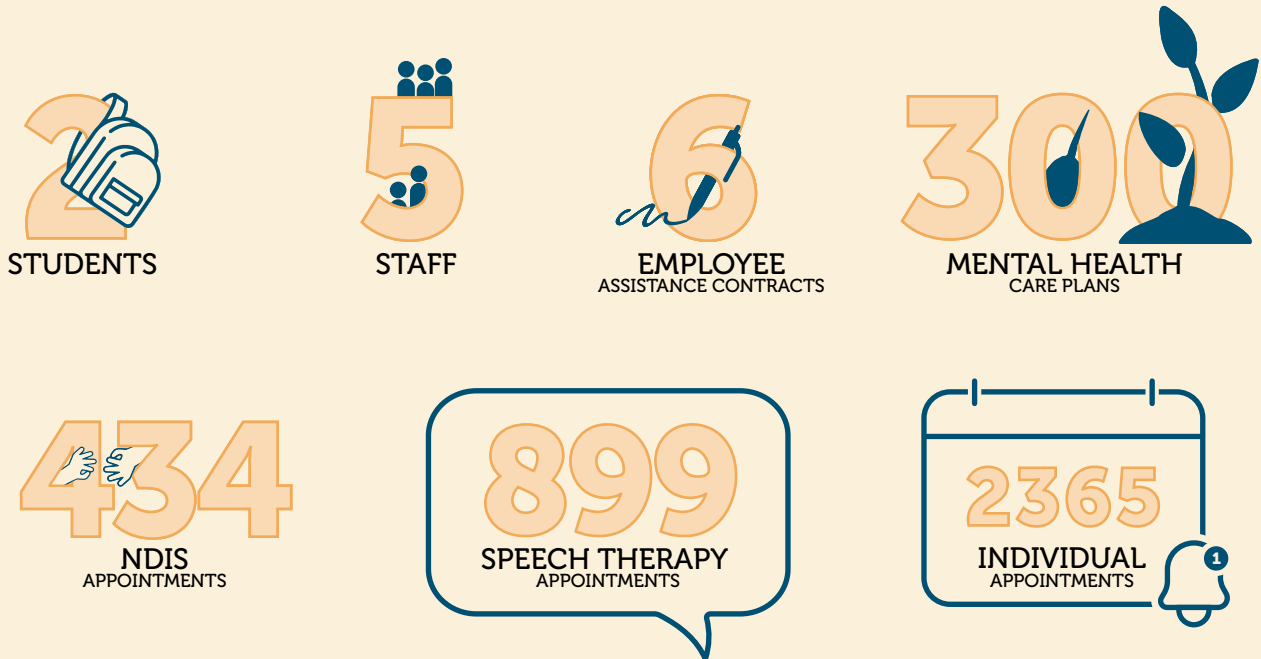 2
STUDENTS
5
STAFF
6
EMPLOYEE
ASSISTANCE CONTRACTS
300
MENTAL HEALTH
CARE PLANS
434
NDIS
APPOINTMENTS
899
SPEECH THERAPY
APPOINTMENTS
2365
INDIVIDUAL
APPOINTMENTS
1